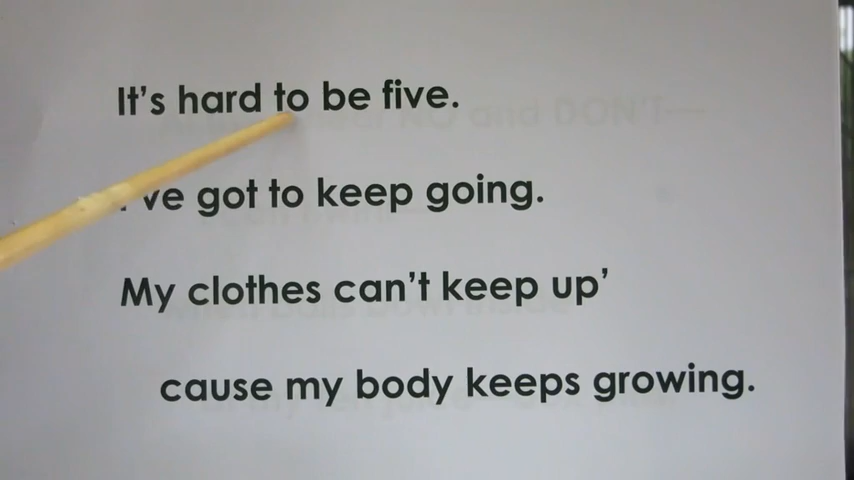 It's hard to be five.
've got to keep going.
My clothes can't keep up'
cause my body keeps growing.